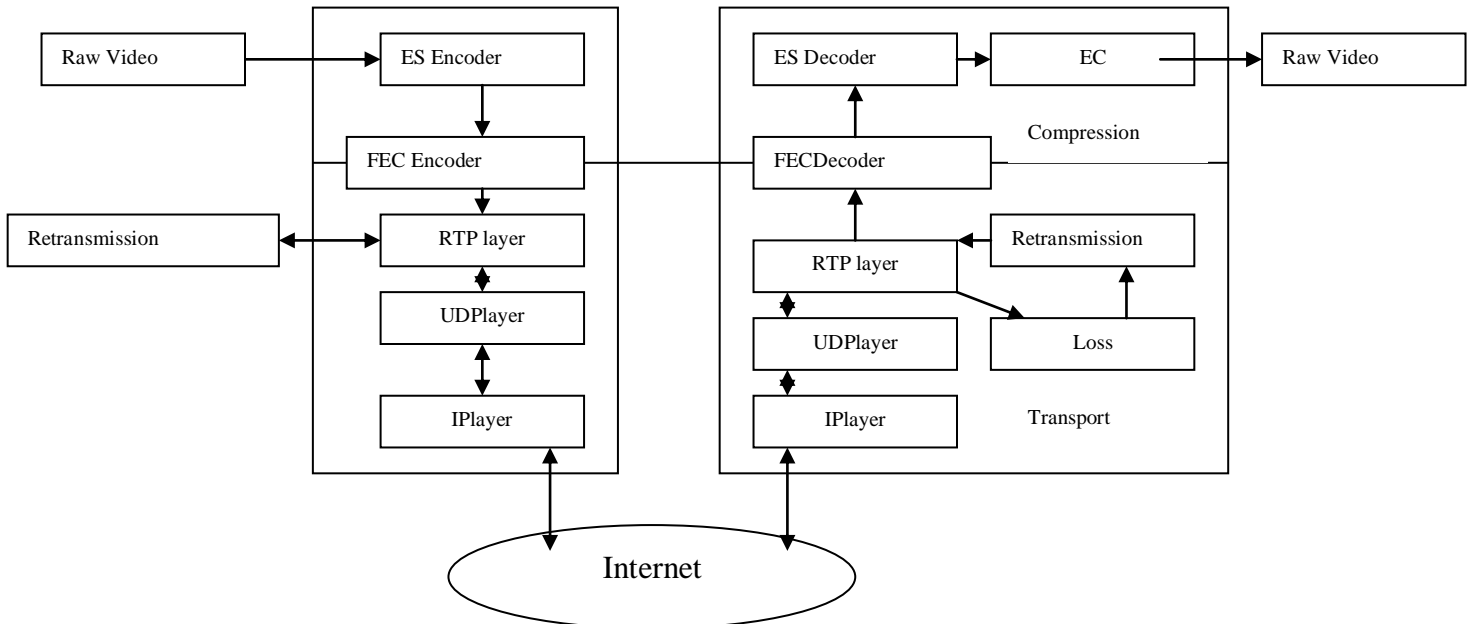 Raw Video
ES Encoder
ES Decoder
EC
Raw Video
Compression
FEC Encoder
FECDecoder
Retransmission
RTP layer
RTP layer
Retransmission
UDPlayer
UDPlayer
Loss
IPlayer
IPlayer
Transport
Internet